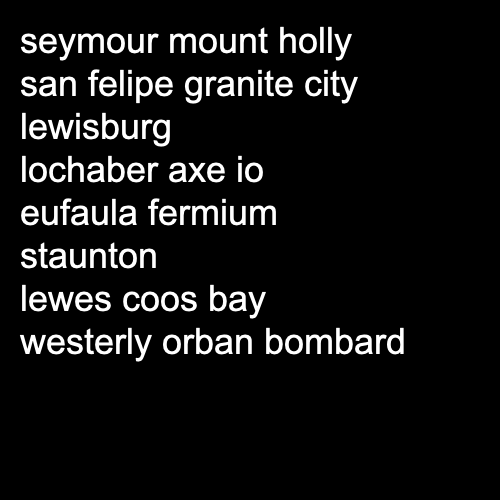 seymour mount holly
san felipe granite city
lewisburg
lochaber axe io
eufaula fermium
staunton
lewes coos bay
westerly orban bombard